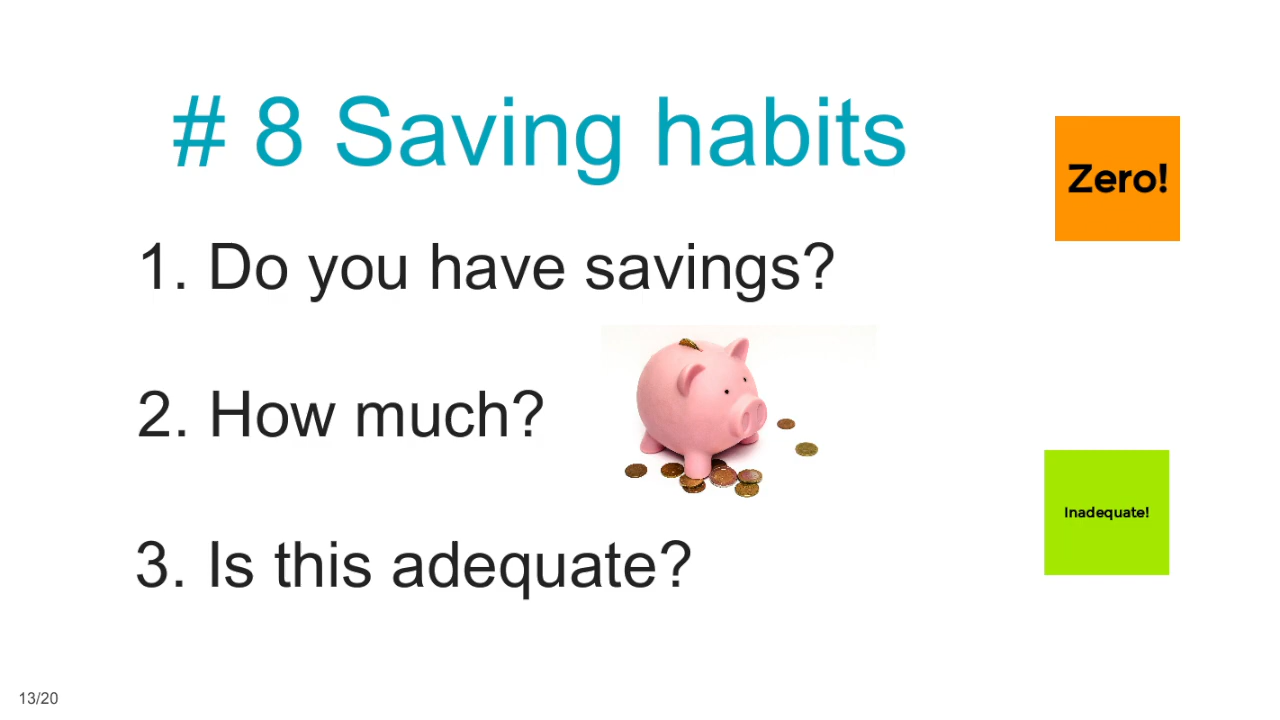 # 8 Saving habits
Zero!
1. Do you have savings?
2. How much?
Inadequate!
3. Is this adequate?
13/20